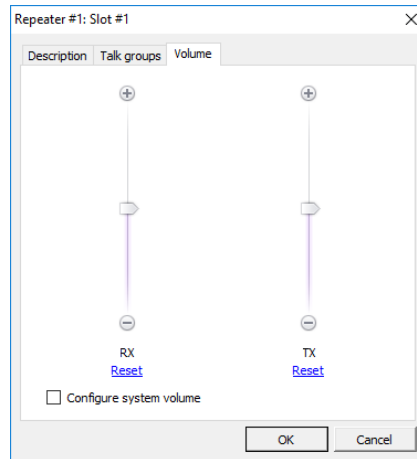 Repeater #1: Slot #1
Description Talk groups Volume
RX TX
Reset Reset
Configure system volume
OK Cancel